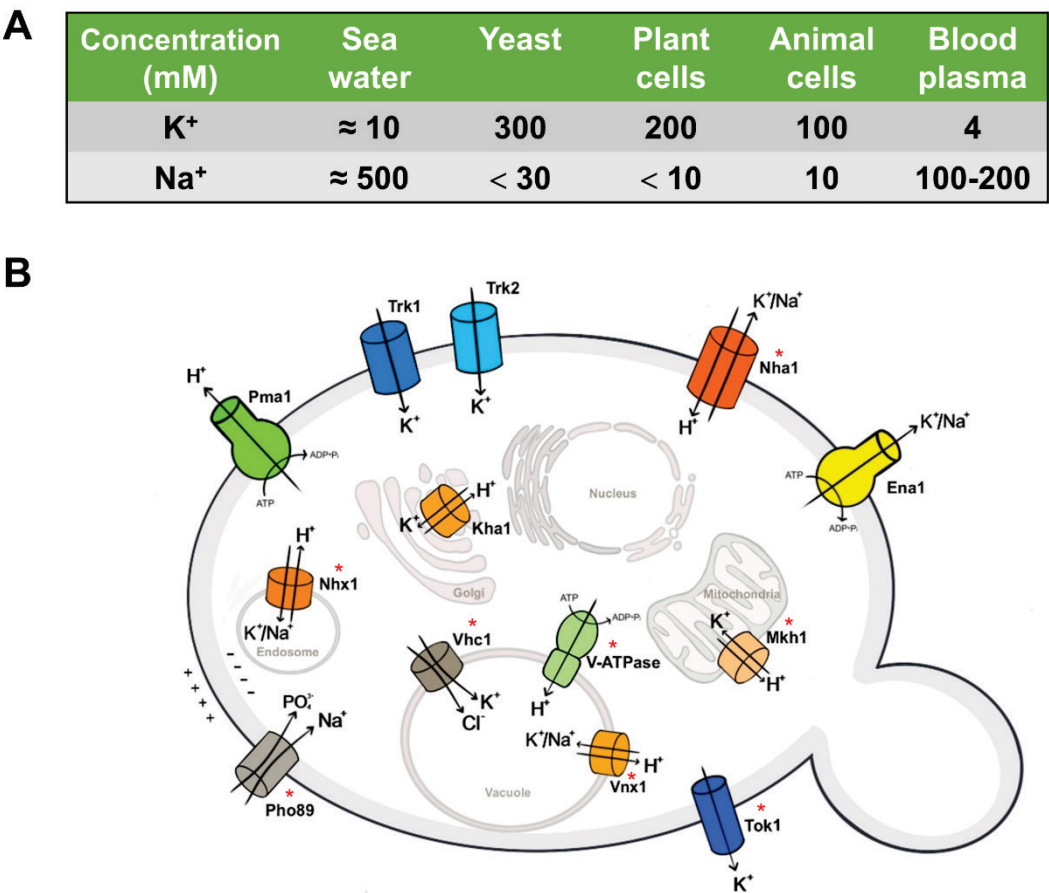 A
Concentration (mM) Sea water Yeast Plant cells Animal cells Blood plasma
K⁺ ≈ 10 300 200 100 4
Na⁺ ≈ 500 < 30 < 10 10 100-200
B
Trk1
Trk2
K⁺/Na⁺
*
Nha1
H⁺
Pma1
K⁺
K⁺
H⁺
K⁺/Na⁺
ADP+Pi
ATP
ATP
Ena1
ADP+Pi
Nucleus
H⁺
K⁺
Kha1
H⁺
*
Nhx1
Golgi
Mitochondria
K⁺/Na⁺
Endosome
*
Vhc1
ATP
ADP+Pi
*
V-ATPase
K⁺
*
Mkh1
H⁺
- - - -
+ + + +
K⁺
Cl⁻
H⁺
PO₄³⁻
Na⁺
K⁺/Na⁺
H⁺
*
Vnx1
Vacuole
*
Pho89
*
Tok1
K⁺